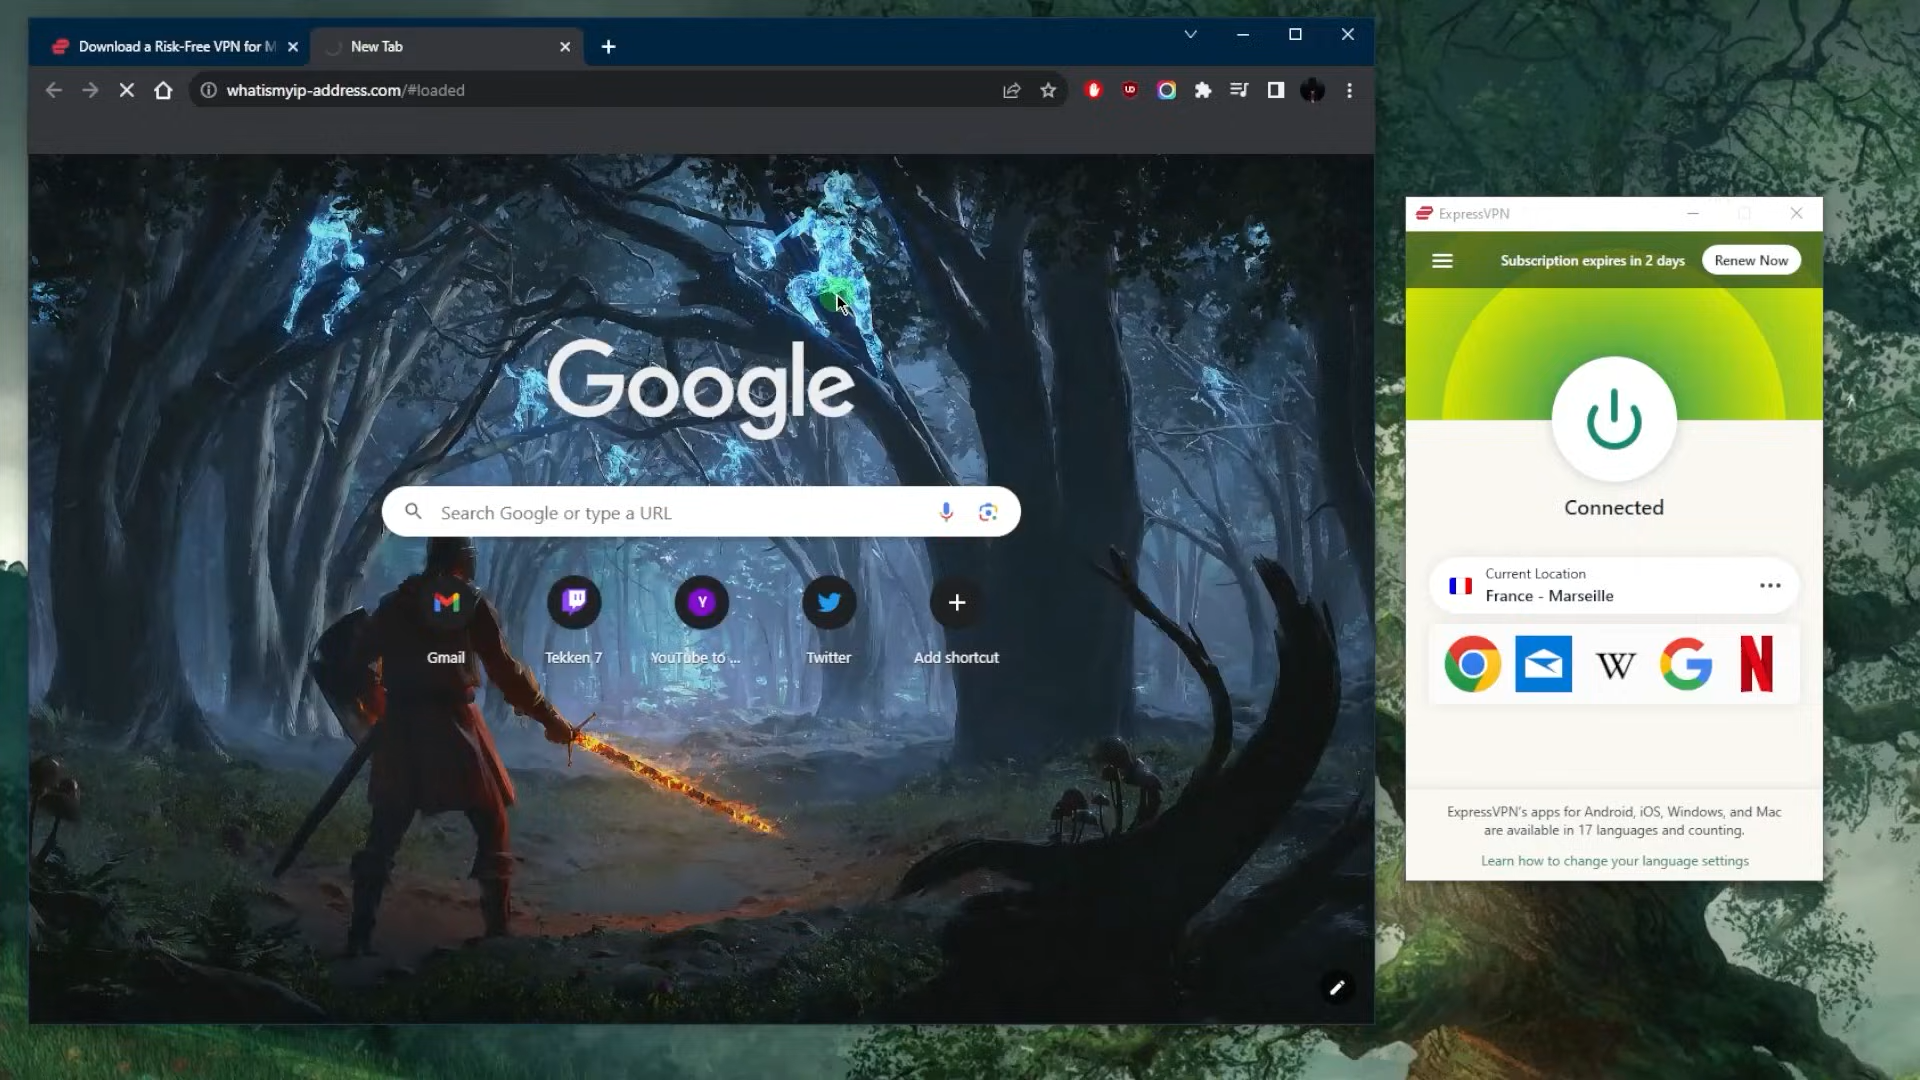 Download a Risk-Free VPN for M
New Tab
whatismyip-address.com/#loaded
Google
Search Google or type a URL
Gmail
Tekken 7
YouTube to ...
Twitter
Add shortcut
ExpressVPN
Subscription expires in 2 days
Renew Now
Connected
Current Location
France - Marseille
ExpressVPN's apps for Android, iOS, Windows, and Mac
are available in 17 languages and counting.
Learn how to change your language settings